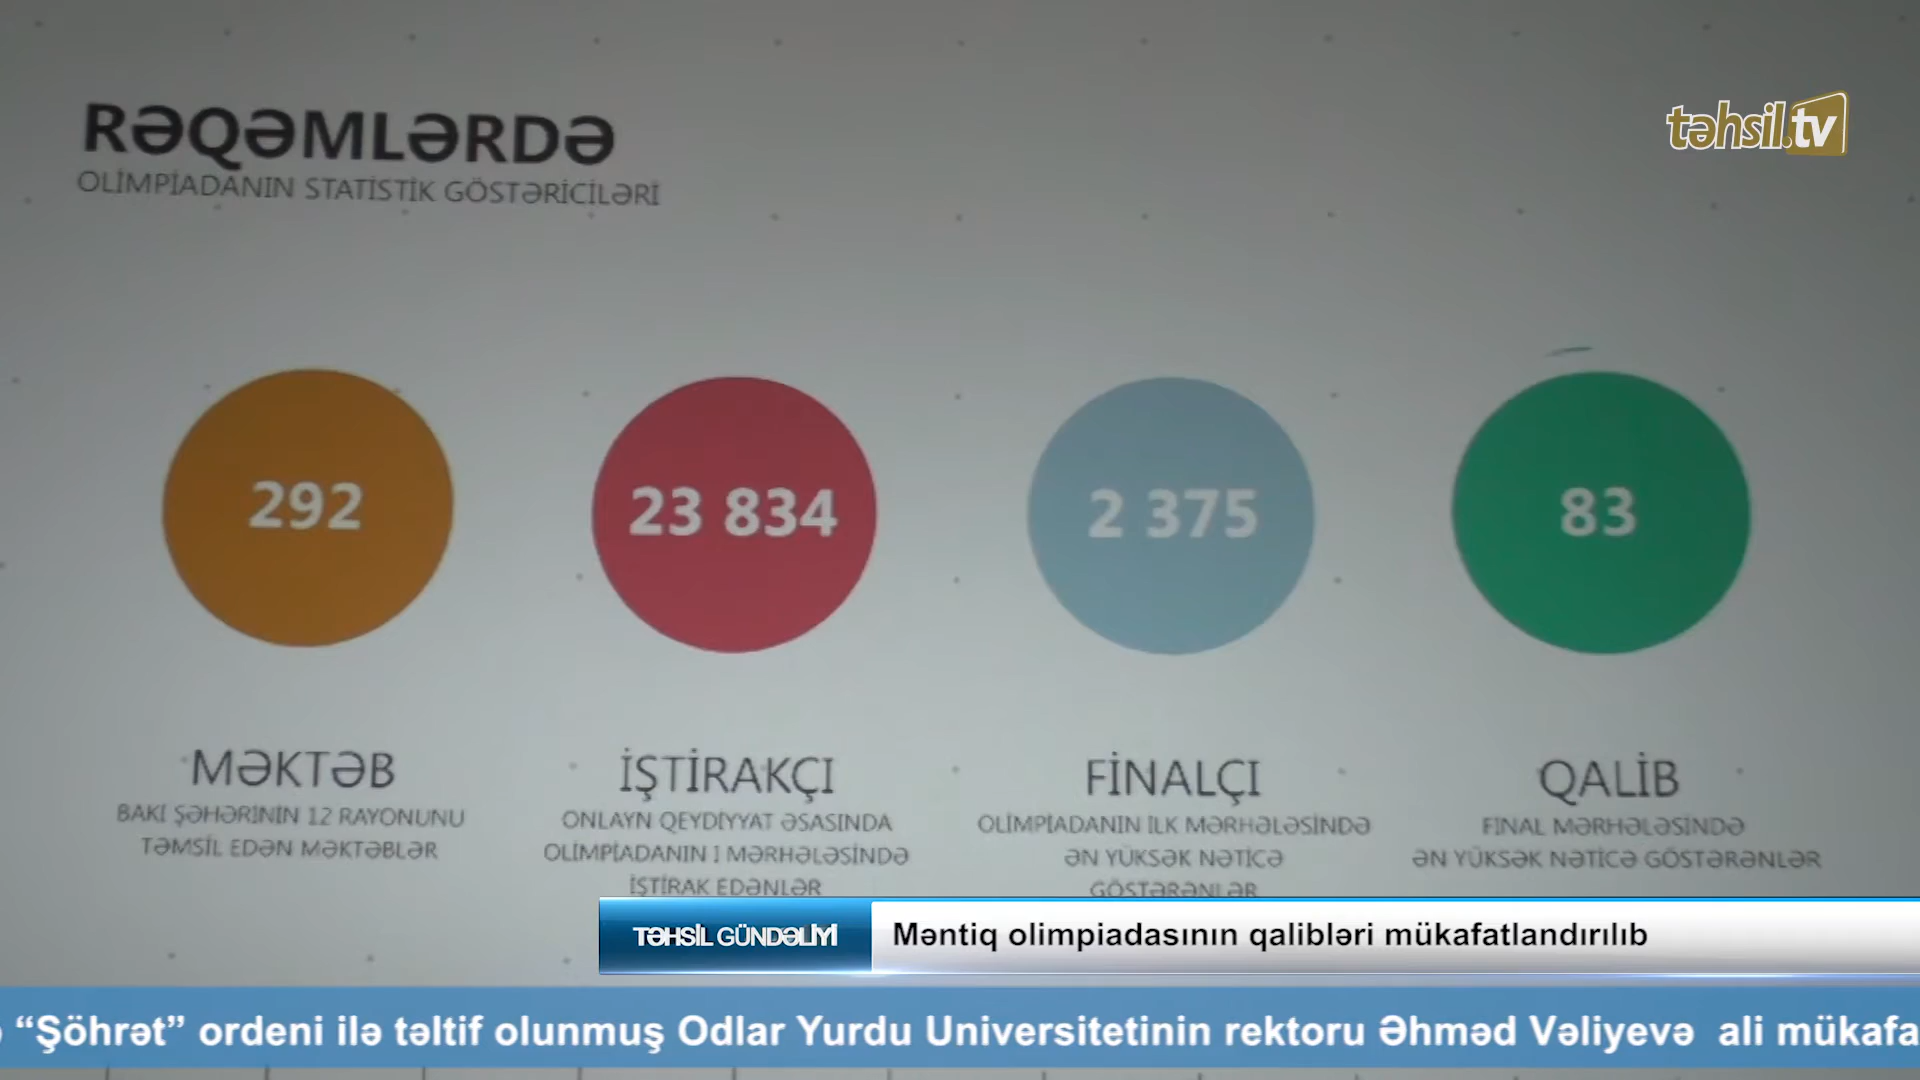 RƏQƏMLƏRDƏ
OLİMPİADANIN STATİSTİK GÖSTƏRİCİLƏRİ
təhsil.tv
292
23 834
2 375
83
MƏKTƏB
BAKI ŞƏHƏRİNİN 12 RAYONUNU
TƏMSİL EDƏN MƏKTƏBLƏR
İŞTİRAKÇI
ONLAYN QEYDİYYAT ƏSASINDA
OLİMPİADANIN I MƏRHƏLƏSİNDƏ
İŞTİRAK EDƏNLƏR
FİNALÇI
OLİMPİADANIN ILK MƏRHƏLƏSİNDƏ
ƏN YÜKSƏK NƏTİCƏ
GÖSTƏRƏNLƏR
QALİB
FINAL MƏRHƏLƏSİNDƏ
ƏN YÜKSƏK NƏTİCƏ GÖSTƏRƏNLƏR
TƏHSİL GÜNDƏLİYİ
Məntiq olimpiadasının qalibləri mükafatlandırılıb
“Şöhrət” ordeni ilə təltif olunmuş Odlar Yurdu Universitetinin rektoru Əhməd Vəliyevə ali